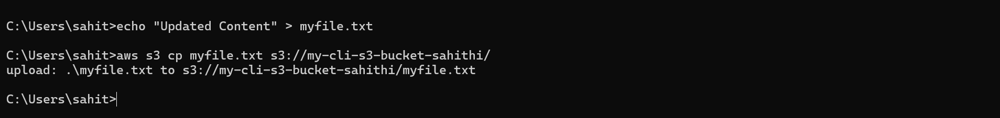 C:\Users\sahit>echo "Updated Content" > myfile.txt
C:\Users\sahit>aws s3 cp myfile.txt s3://my-cli-s3-bucket-sahithi/
upload: .\myfile.txt to s3://my-cli-s3-bucket-sahithi/myfile.txt
C:\Users\sahit>